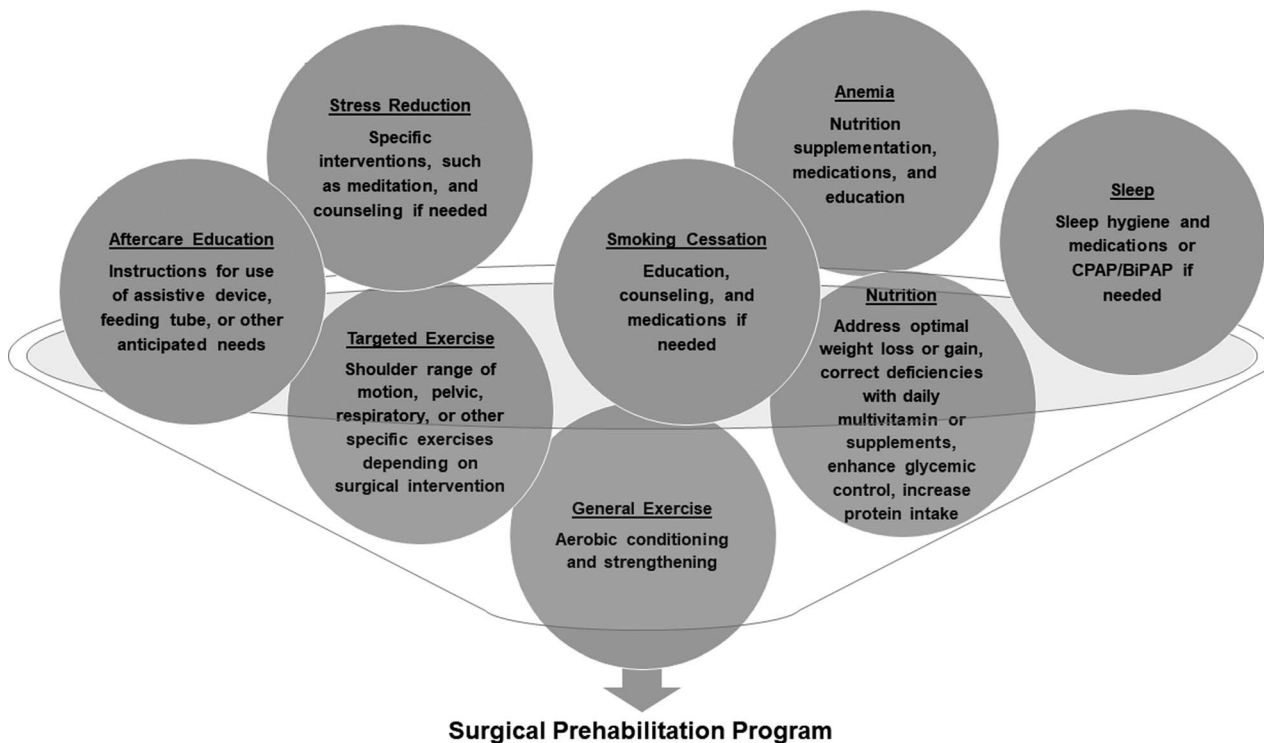 Stress Reduction
Specific
interventions, such
as meditation, and
counseling if needed
Anemia
Nutrition
supplementation,
medications, and
education
Sleep
Sleep hygiene and
medications or
CPAP/BiPAP if
needed
Aftercare Education
Instructions for use
of assistive device,
feeding tube, or other
anticipated needs
Smoking Cessation
Education,
counseling, and
medications if
needed
Targeted Exercise
Shoulder range of
motion, pelvic,
respiratory, or other
specific exercises
depending on
surgical intervention
Nutrition
Address optimal
weight loss or gain,
correct deficiencies
with daily
multivitamin or
supplements,
enhance glycemic
control, increase
protein intake
General Exercise
Aerobic conditioning
and strengthening
Surgical Prehabilitation Program